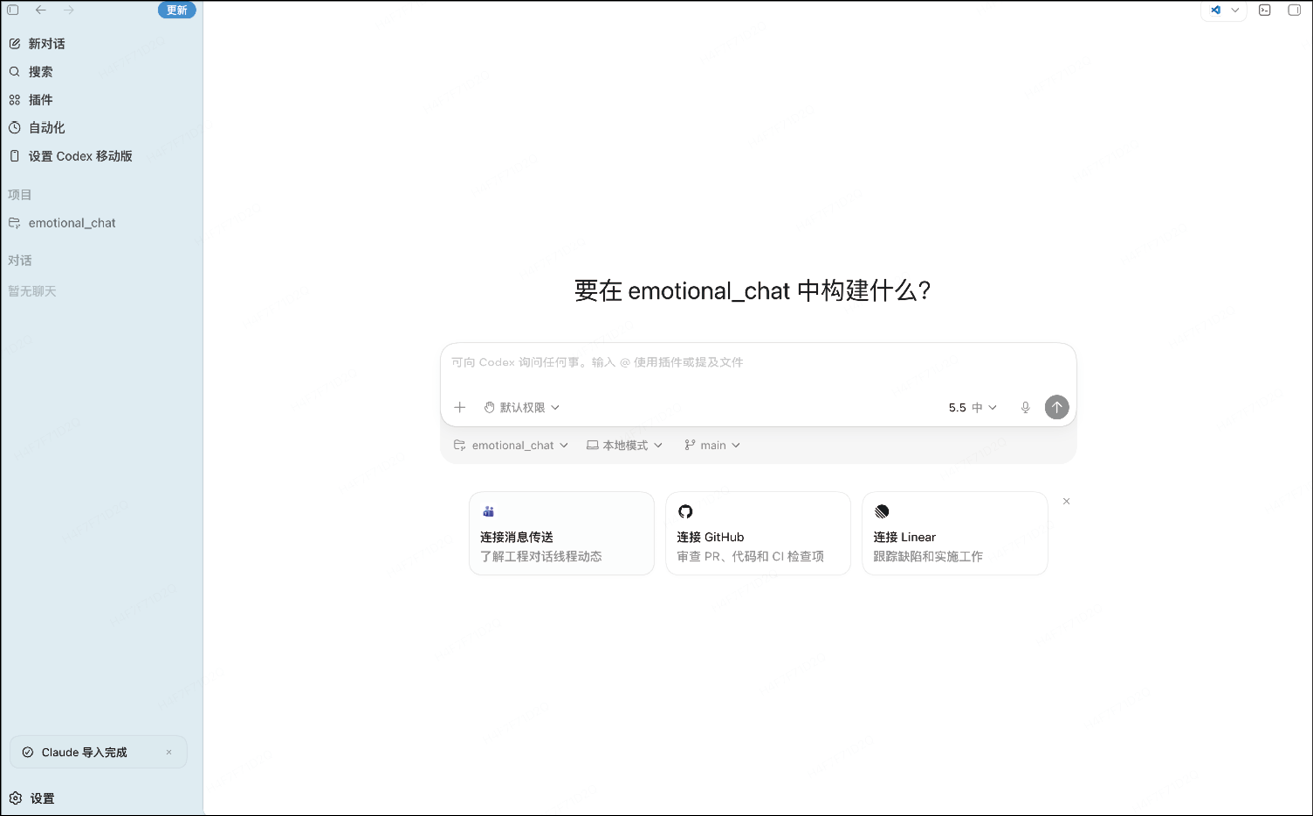 更新
新对话
搜索
插件
自动化
设置 Codex 移动版
项目
emotional_chat
对话
暂无聊天
Claude 导入完成
设置
要在 emotional_chat 中构建什么?
可向 Codex 询问任何事。输入 @ 使用插件或提及文件
默认权限
5.5 中
emotional_chat
本地模式
main
连接消息传送
了解工程对话线程动态
连接 GitHub
审查 PR、代码和 CI 检查项
连接 Linear
跟踪缺陷和实施工作